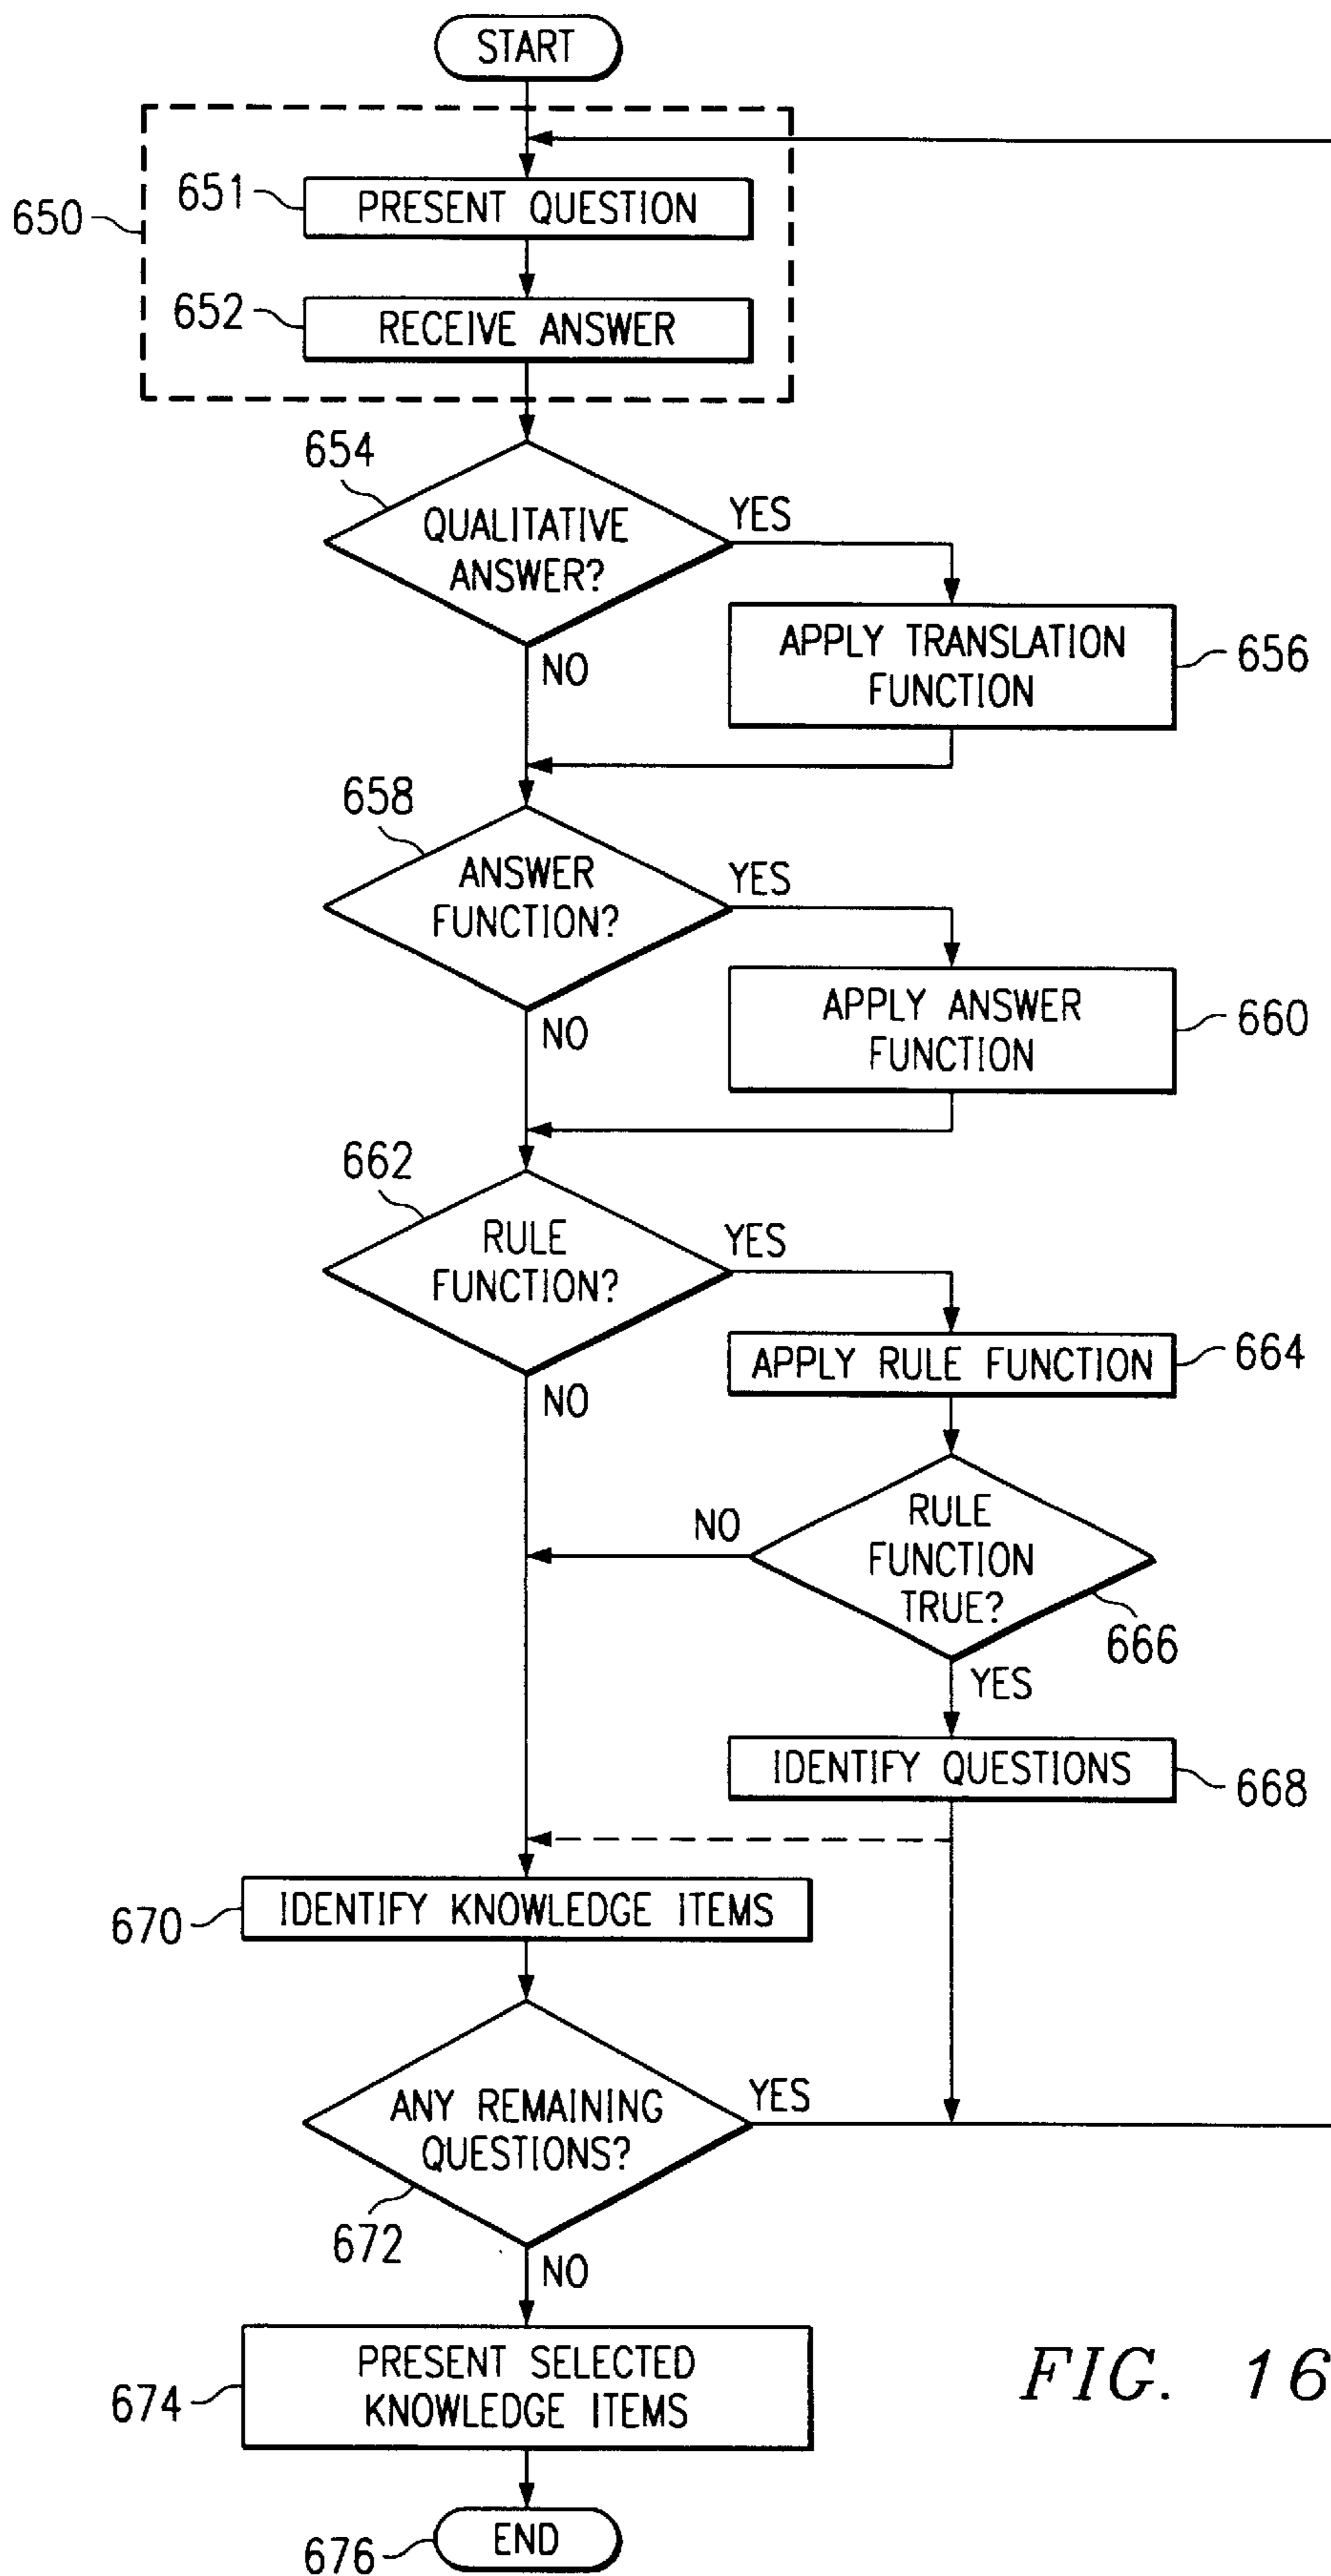 START
651
PRESENT QUESTION
650
652
RECEIVE ANSWER
654
QUALITATIVE
ANSWER?
YES
NO
APPLY TRANSLATION
FUNCTION
656
658
ANSWER
FUNCTION?
YES
NO
APPLY ANSWER
FUNCTION
660
662
RULE
FUNCTION?
YES
NO
APPLY RULE FUNCTION
664
RULE
FUNCTION
TRUE?
NO
666
YES
IDENTIFY QUESTIONS
668
IDENTIFY KNOWLEDGE ITEMS
670
ANY REMAINING
QUESTIONS?
YES
672
NO
PRESENT SELECTED
KNOWLEDGE ITEMS
674
FIG. 16
END
676